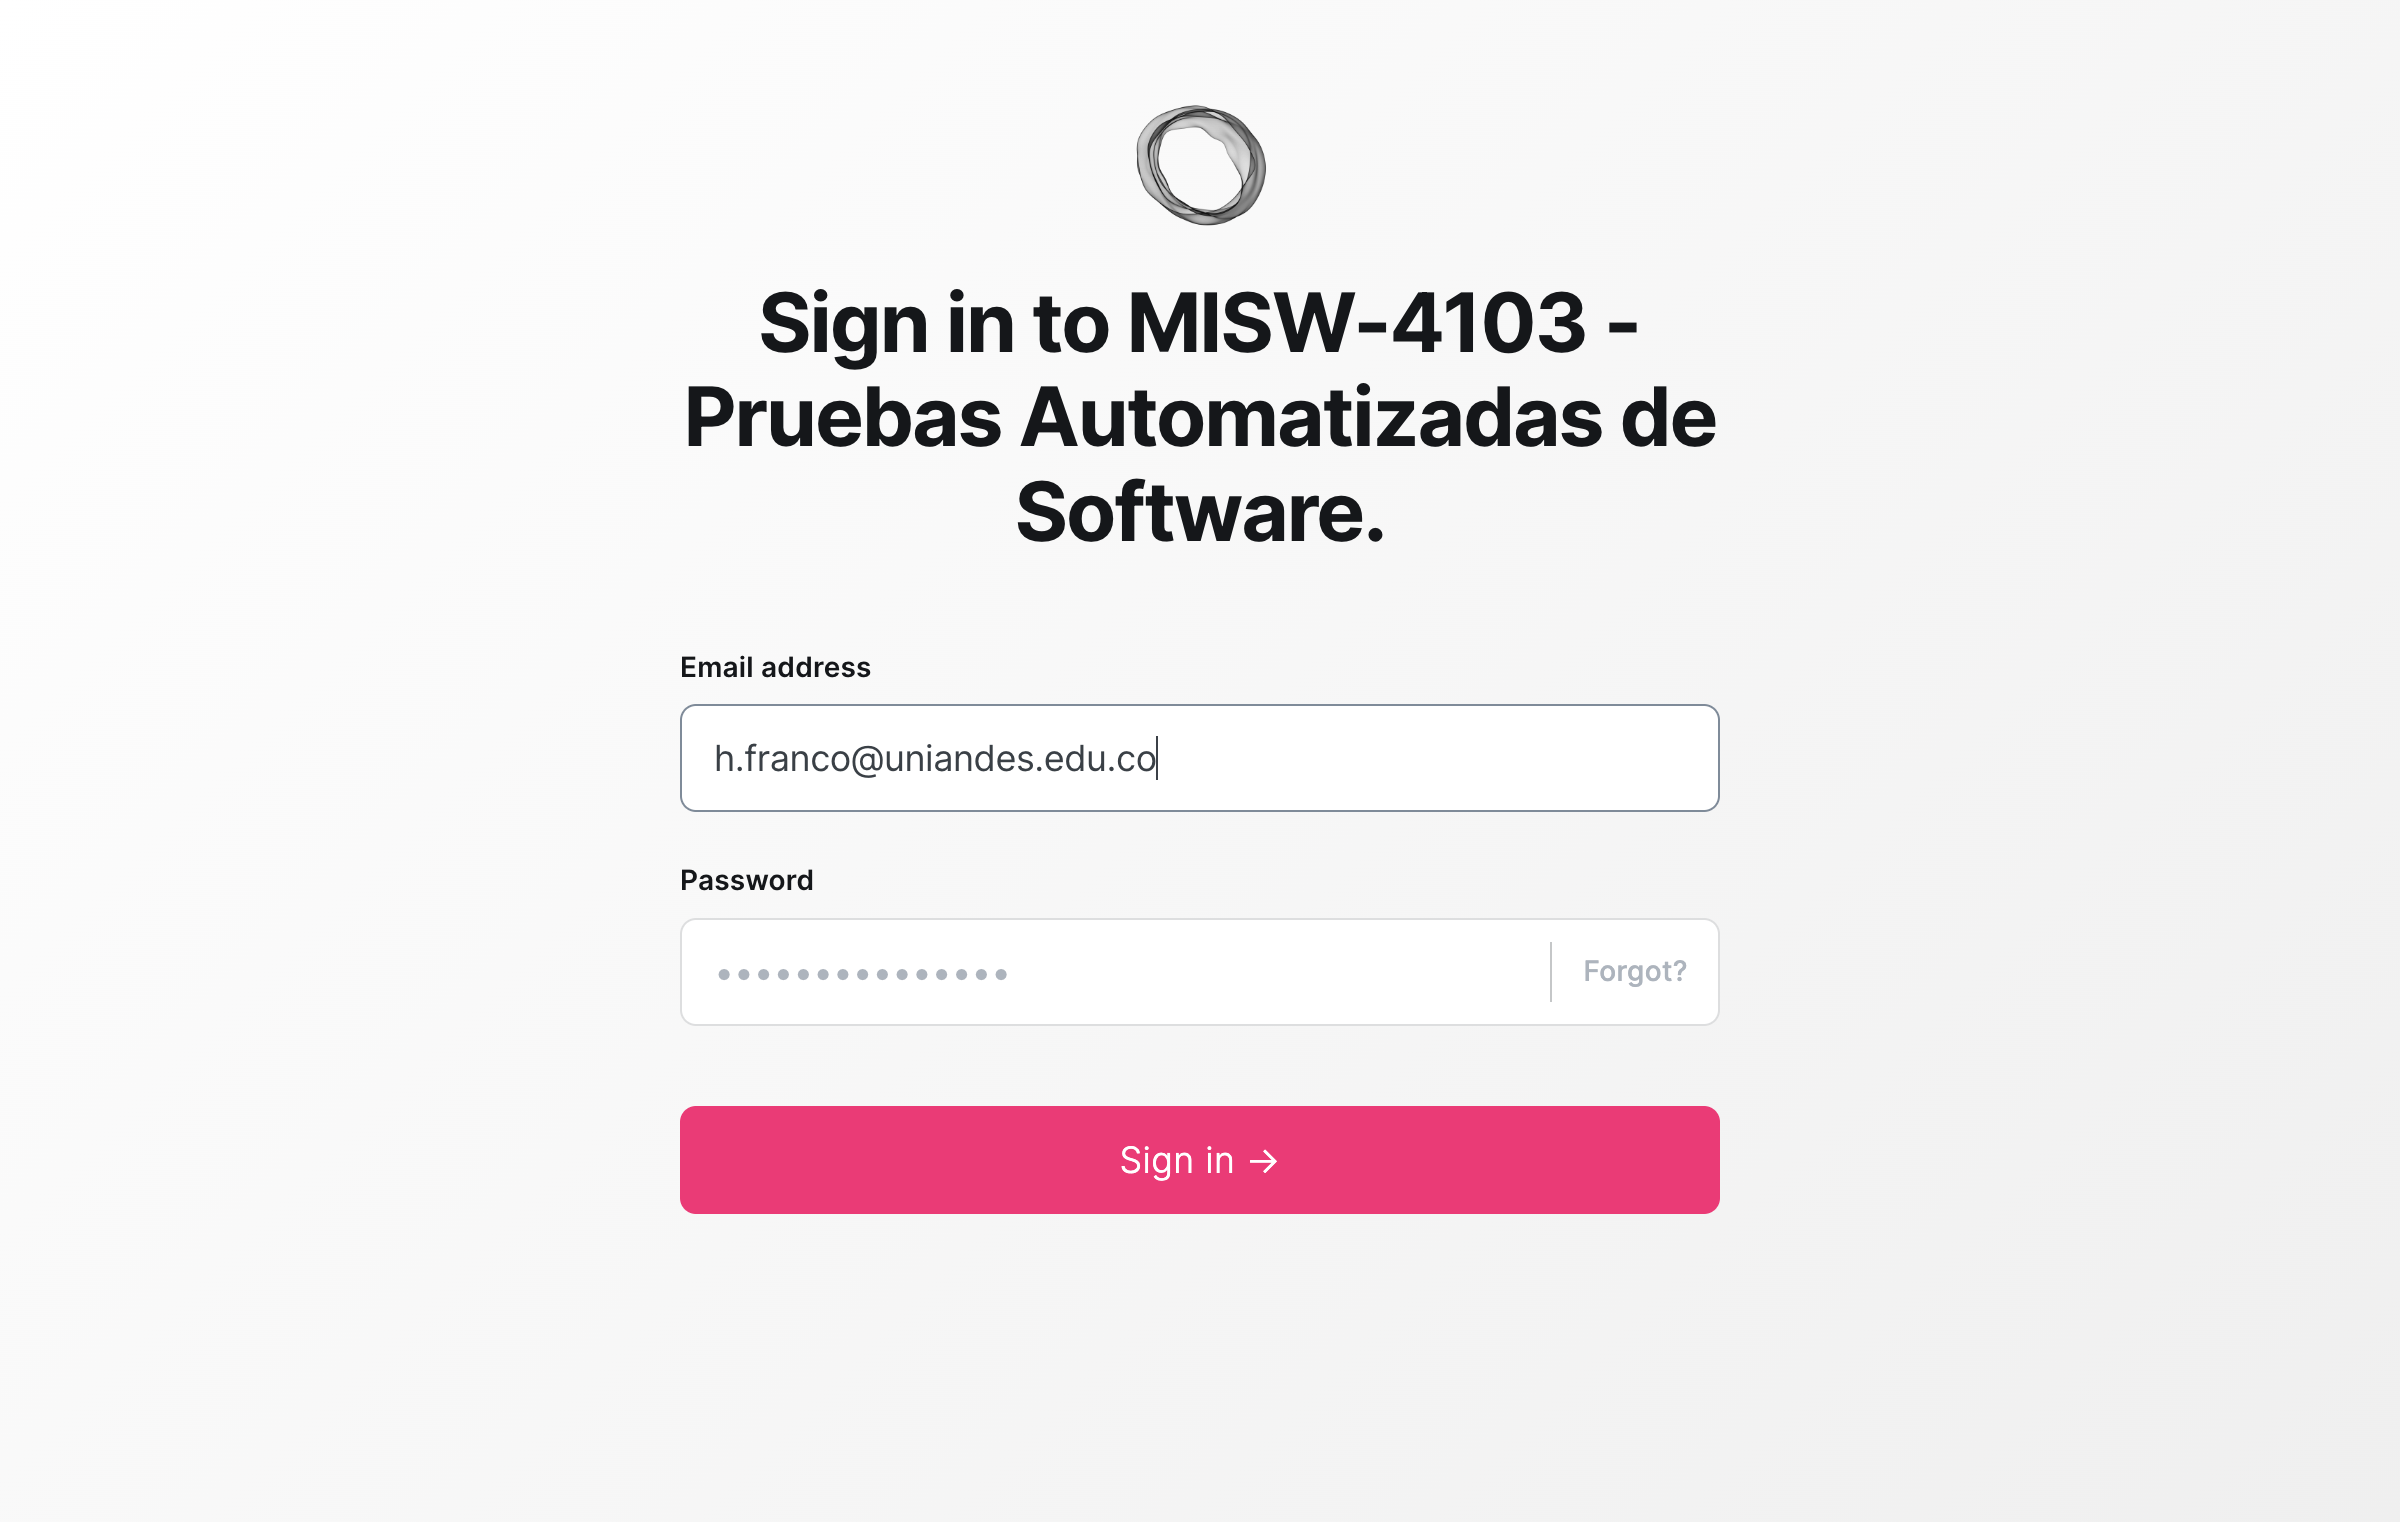 Sign in to MISW-4103 -
Pruebas Automatizadas de
Software.
Email address
h.franco@uniandes.edu.co
Password
••••••••••••••• Forgot?
Sign in →